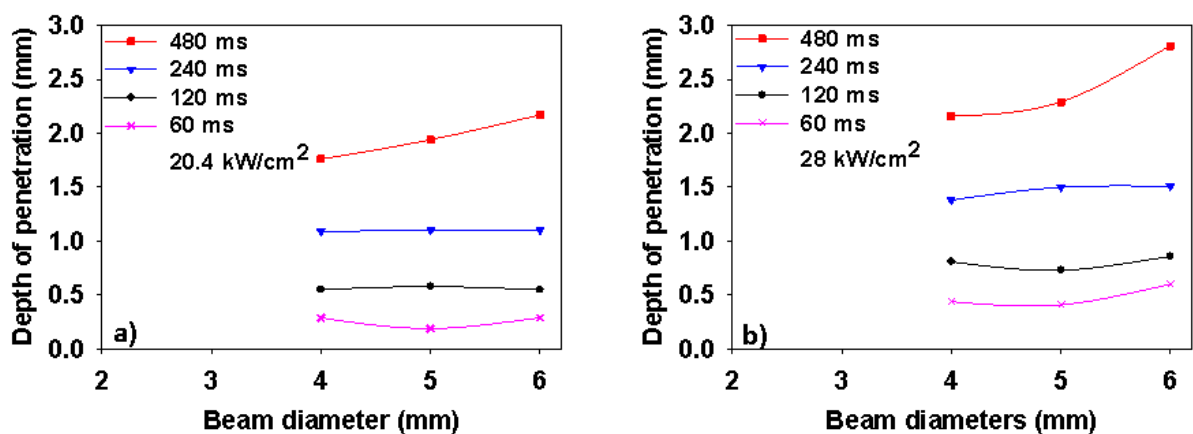 Depth of penetration (mm)
3.0
2.5
2.0
1.5
1.0
0.5
0.0
480 ms
240 ms
120 ms
60 ms
20.4 kW/cm²
a)
2 3 4 5 6
Beam diameter (mm)
Depth of penetration (mm)
3.0
2.5
2.0
1.5
1.0
0.5
0.0
480 ms
240 ms
120 ms
60 ms
28 kW/cm²
b)
2 3 4 5 6
Beam diameters (mm)